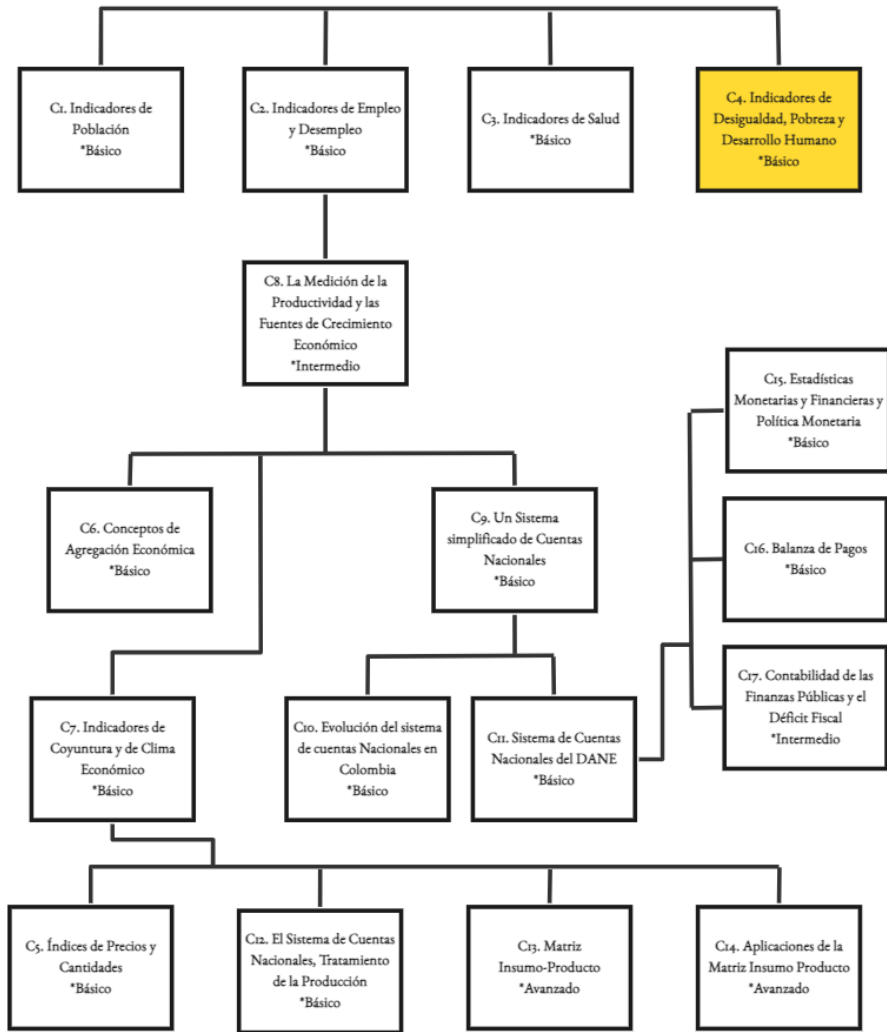 C1. Indicadores de
Población
*Básico
C2. Indicadores de Empleo
y Desempleo
*Básico
C3. Indicadores de Salud
*Básico
C4. Indicadores de
Desigualdad, Pobreza y
Desarrollo Humano
*Básico
C8. La Medición de la
Productividad y las
Fuentes de Crecimiento
Económico
*Intermedio
C15. Estadísticas
Monetarias y Financieras y
Política Monetaria
*Básico
C6. Conceptos de
Agregación Económica
*Básico
C9. Un Sistema
simplificado de Cuentas
Nacionales
*Básico
C16. Balanza de Pagos
*Básico
C7. Indicadores de
Coyuntura y de Clima
Económico
*Básico
C10. Evolución del sistema
de cuentas Nacionales en
Colombia
*Básico
C11. Sistema de Cuentas
Nacionales del DANE
*Básico
C17. Contabilidad de las
Finanzas Públicas y el
Déficit Fiscal
*Intermedio
C5. Índices de Precios y
Cantidades
*Básico
C12. El Sistema de Cuentas
Nacionales, Tratamiento
de la Producción
*Básico
C13. Matriz
Insumo-Producto
*Avanzado
C14. Aplicaciones de la
Matriz Insumo Producto
*Avanzado